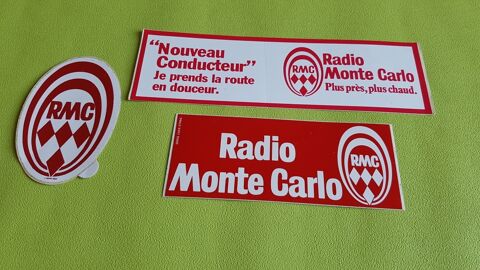 RMC
"Nouveau
Conducteur"
Je prends la route
en douceur.
RMC
Radio
Monte Carlo
Plus près, plus chaud.
Radio
Monte Carlo
RMC